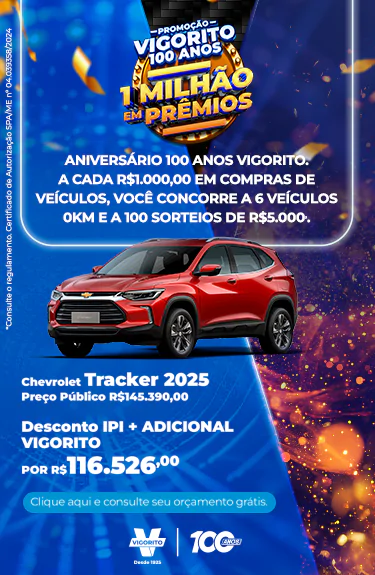 PROMOÇÃO
VIGORITO
100 ANOS
1 MILHÃO
EM PRÊMIOS
*Consulte o regulamento. Certificado de Autorização SPA/ME nº 04.039358/2024
ANIVERSÁRIO 100 ANOS VIGORITO.
A CADA R$1.000,00 EM COMPRAS DE
VEÍCULOS, VOCÊ CONCORRE A 6 VEÍCULOS
0KM E A 100 SORTEIOS DE R$5.000*.
Chevrolet Tracker 2025
Preço Público R$145.390,00
Desconto IPI + ADICIONAL
VIGORITO
POR R$116.526,00
Clique aqui e consulte seu orçamento grátis.
VIGORITO
Desde 1925
100 ANOS